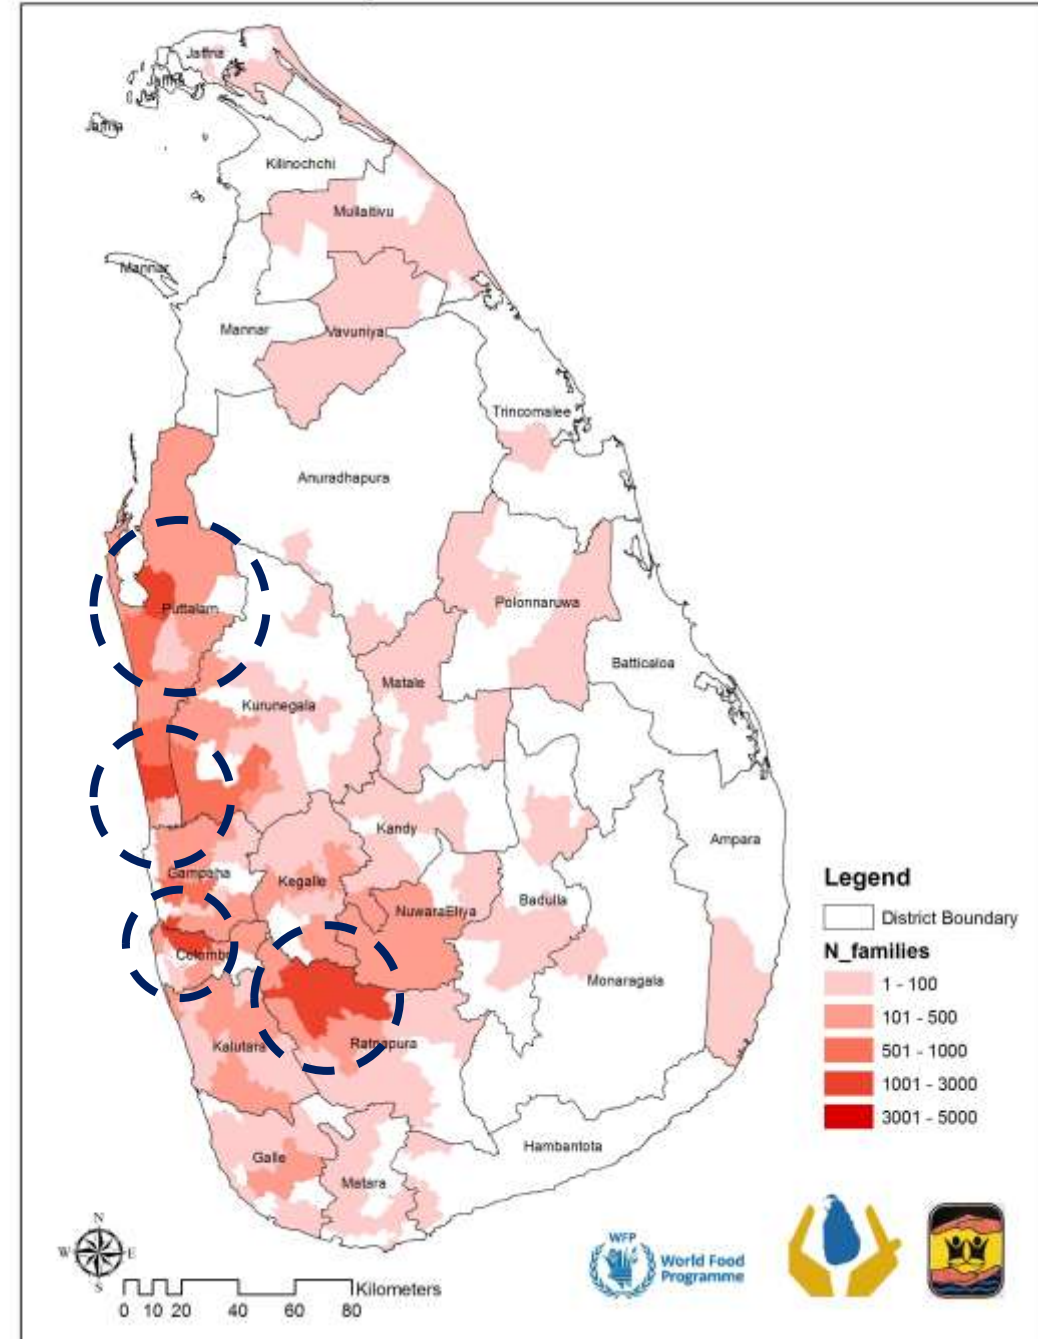 Jaffna
Jaffna
Jaffna
Kilinochchi
Mullaitivu
Mannar
Mannar
Vavuniya
Trincomalee
Anuradhapura
Puttalam
Polonnaruwa
Batticaloa
Matale
Kurunegala
Kandy
Ampara
Gampaha
Kegalle
NuwaraEliya
Badulla
Colombo
Monaragala
Kalutara
Ratnapura
Galle
Matara
Hambantota
Legend
District Boundary
N_families
1 - 100
101 - 500
501 - 1000
1001 - 3000
3001 - 5000
N
W E
S
Kilometers
0 10 20 40 60 80
WFP
World Food
Programme